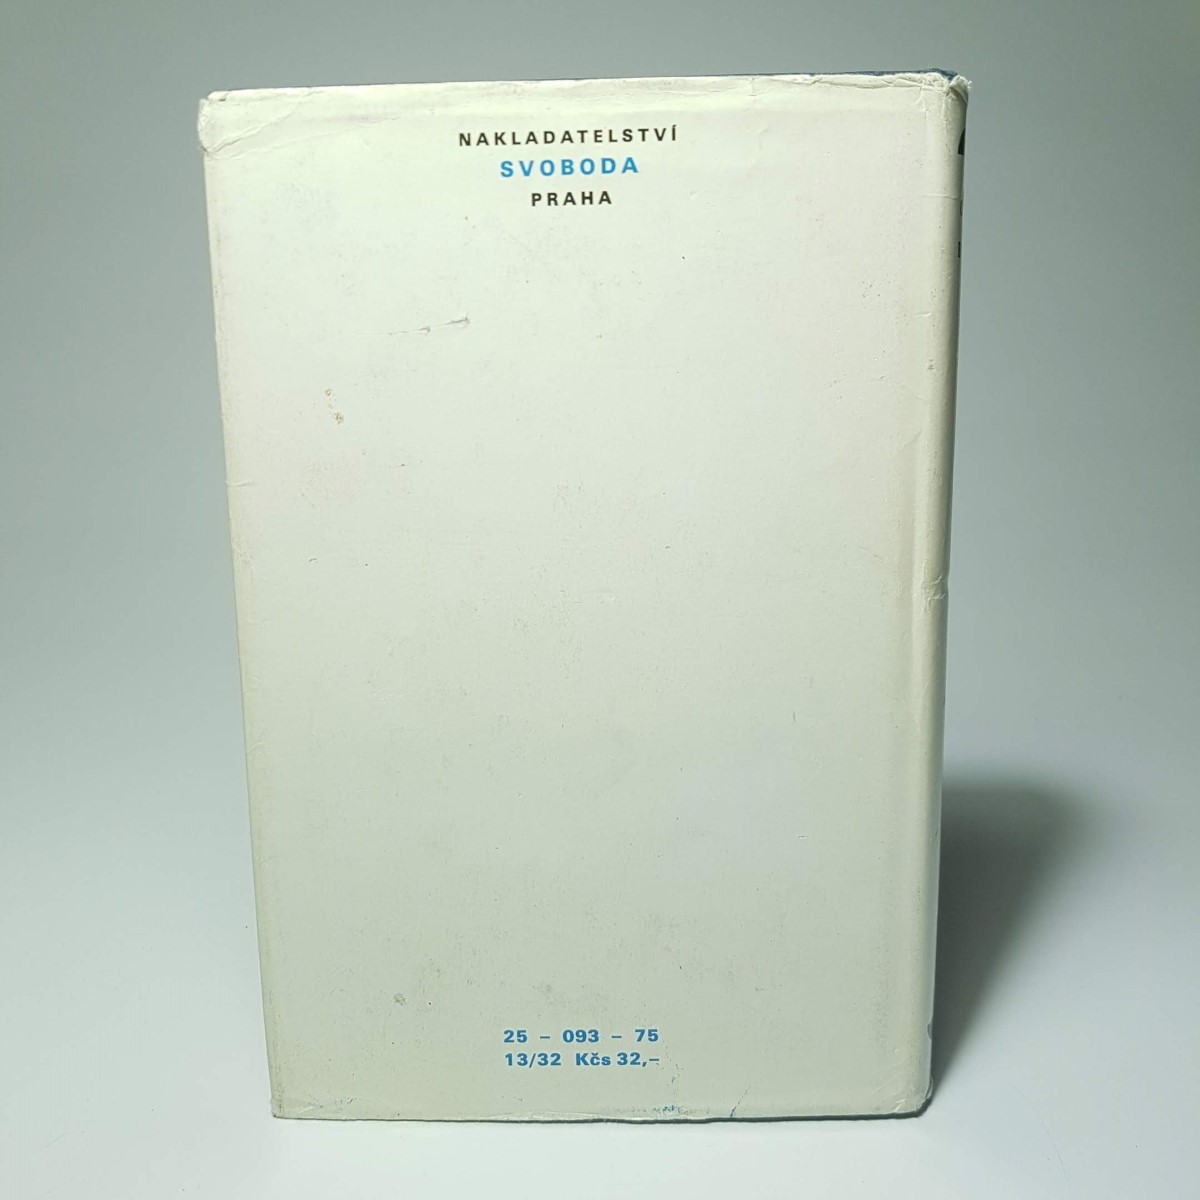 NAKLADATELSTVÍ
SVOBODA
PRAHA
25 – 093 – 75
13/32 Kčs 32,–